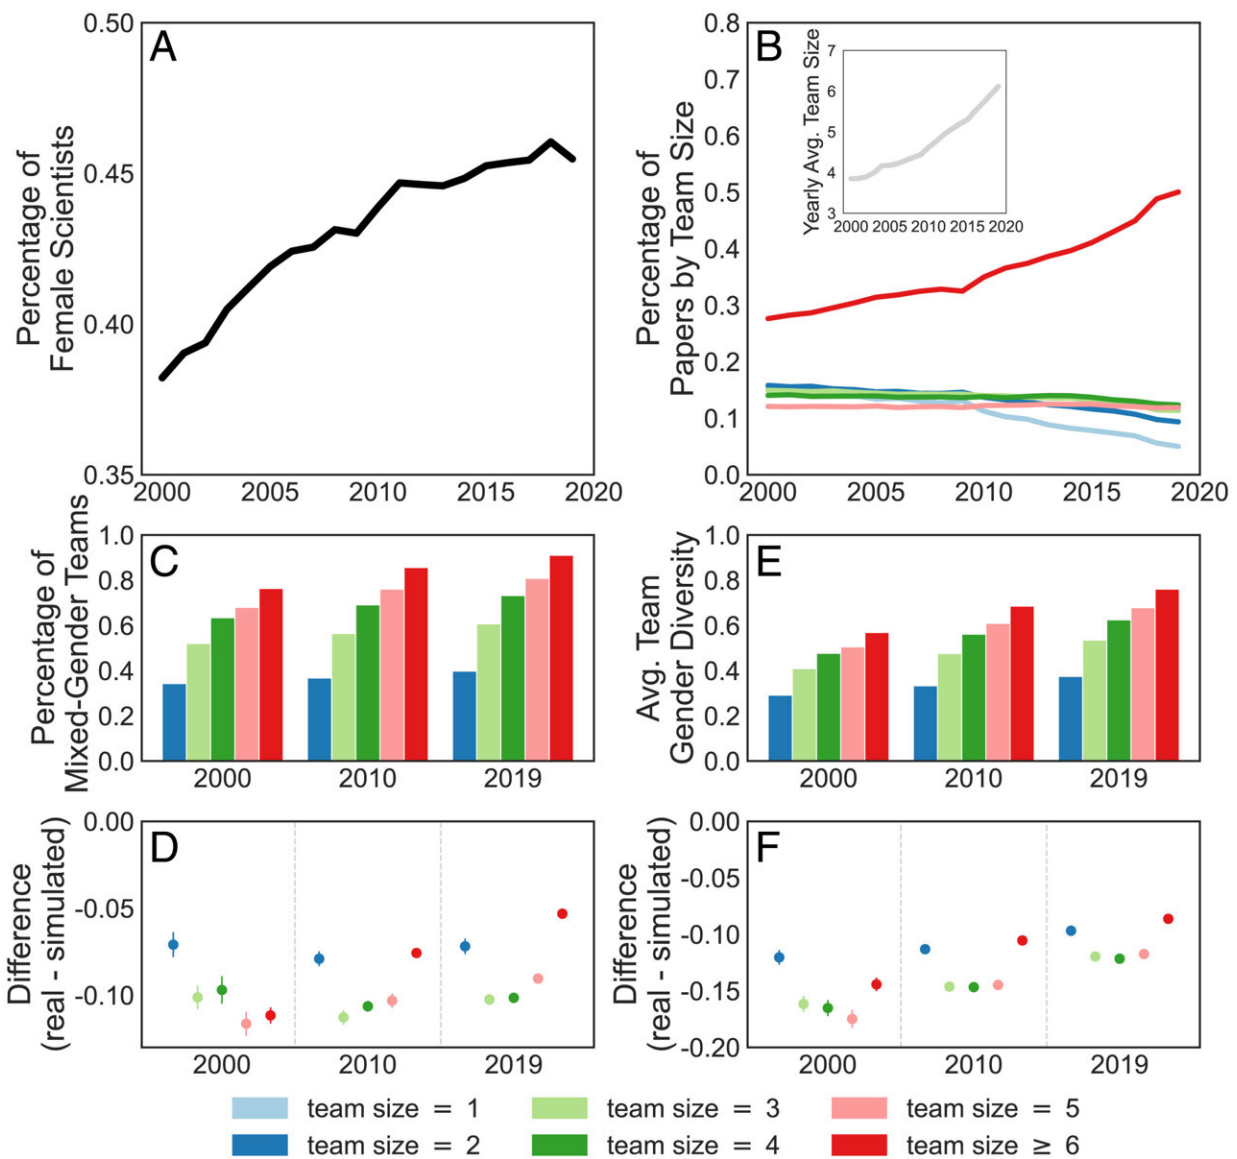 A
Percentage of
Female Scientists
0.50
0.45
0.40
0.35
2000 2005 2010 2015 2020
B
Percentage of
Papers by Team Size
0.8
0.7
0.6
0.5
0.4
0.3
0.2
0.1
0.0
2000 2005 2010 2015 2020
Yearly Avg. Team Size
7
6
5
4
3
2000 2005 2010 2015 2020
C
Percentage of
Mixed-Gender Teams
1.0
0.8
0.6
0.4
0.2
0.0
2000 2010 2019
E
Avg. Team
Gender Diversity
1.0
0.8
0.6
0.4
0.2
0.0
2000 2010 2019
D
Difference
(real - simulated)
0.00
-0.05
-0.10
2000 2010 2019
F
Difference
(real - simulated)
0.00
-0.05
-0.10
-0.15
-0.20
2000 2010 2019
team size = 1 team size = 3 team size = 5
team size = 2 team size = 4 team size ≥ 6